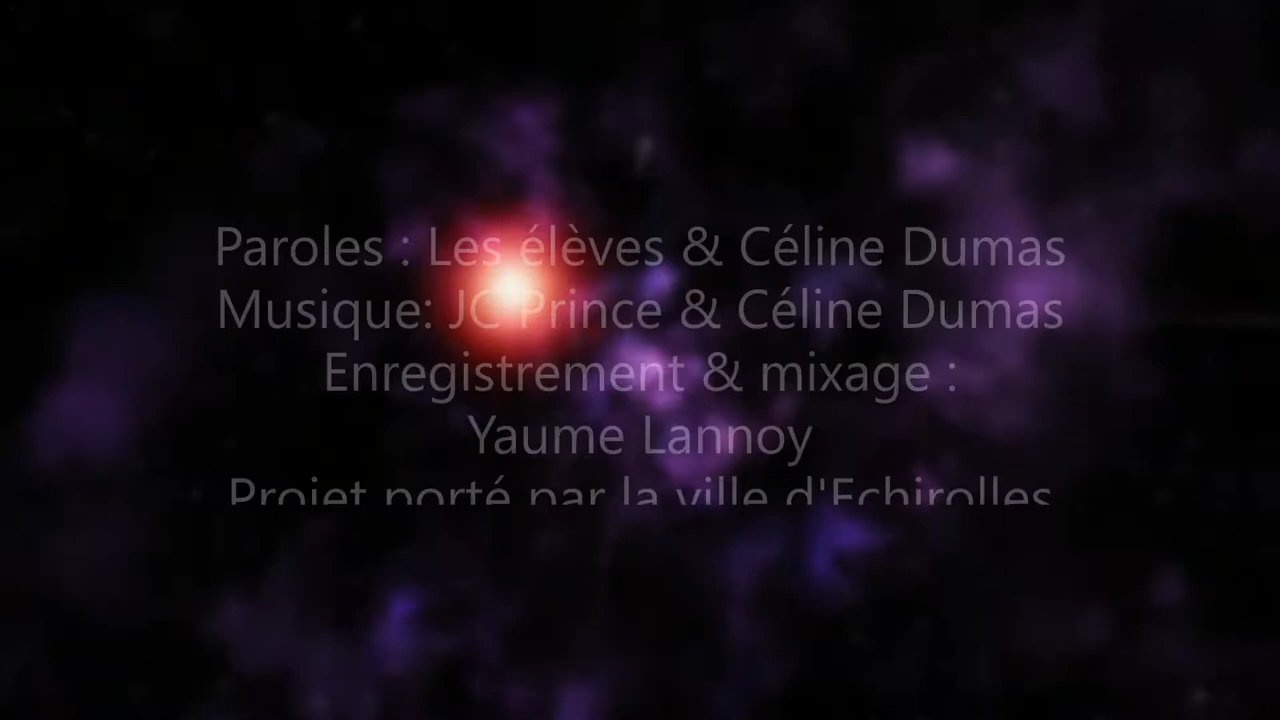 Paroles : Les élèves & Céline Dumas
Musique: JC Prince & Céline Dumas
Enregistrement & mixage :
Yaume Lannoy
Projet porté par la ville d'Echirolles